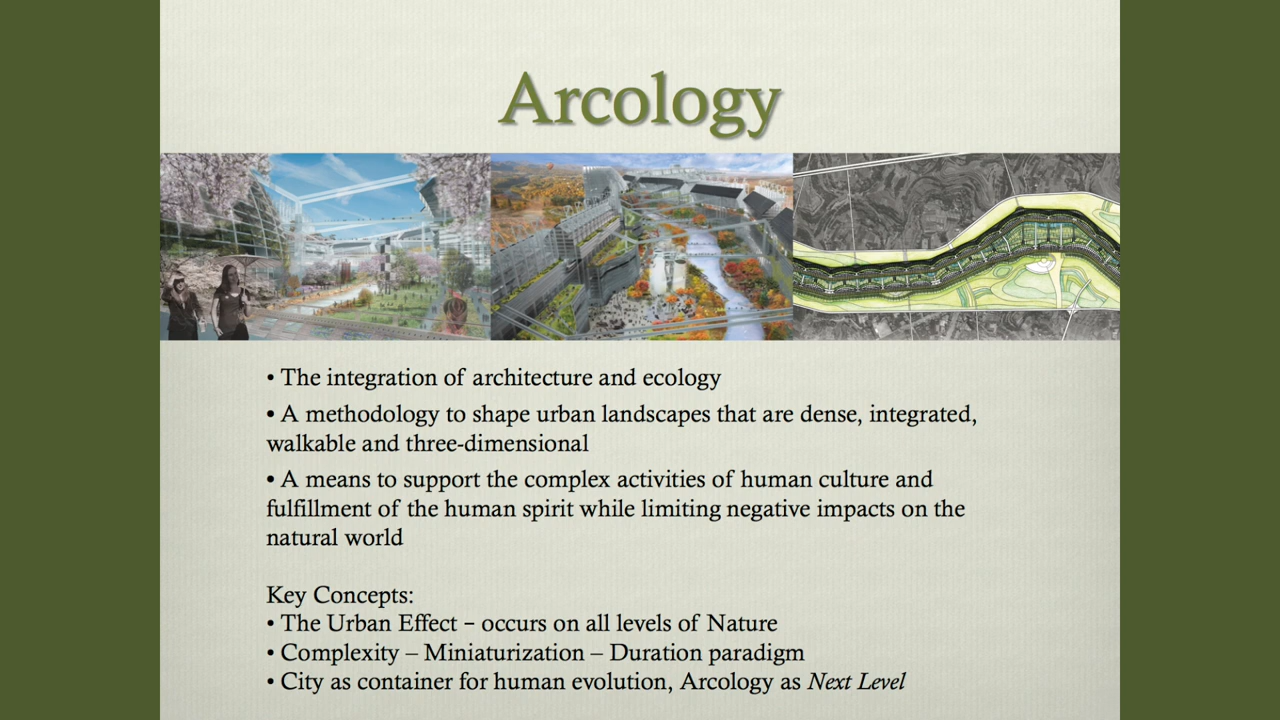 Arcology
• The integration of architecture and ecology
• A methodology to shape urban landscapes that are dense, integrated,
walkable and three-dimensional
• A means to support the complex activities of human culture and
fulfillment of the human spirit while limiting negative impacts on the
natural world
Key Concepts:
• The Urban Effect – occurs on all levels of Nature
• Complexity – Miniaturization – Duration paradigm
• City as container for human evolution, Arcology as Next Level